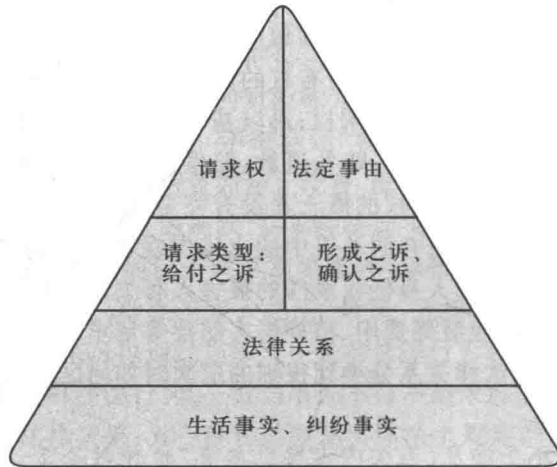 请求权
法定事由
请求类型：
给付之诉
形成之诉、
确认之诉
法律关系
生活事实、纠纷事实